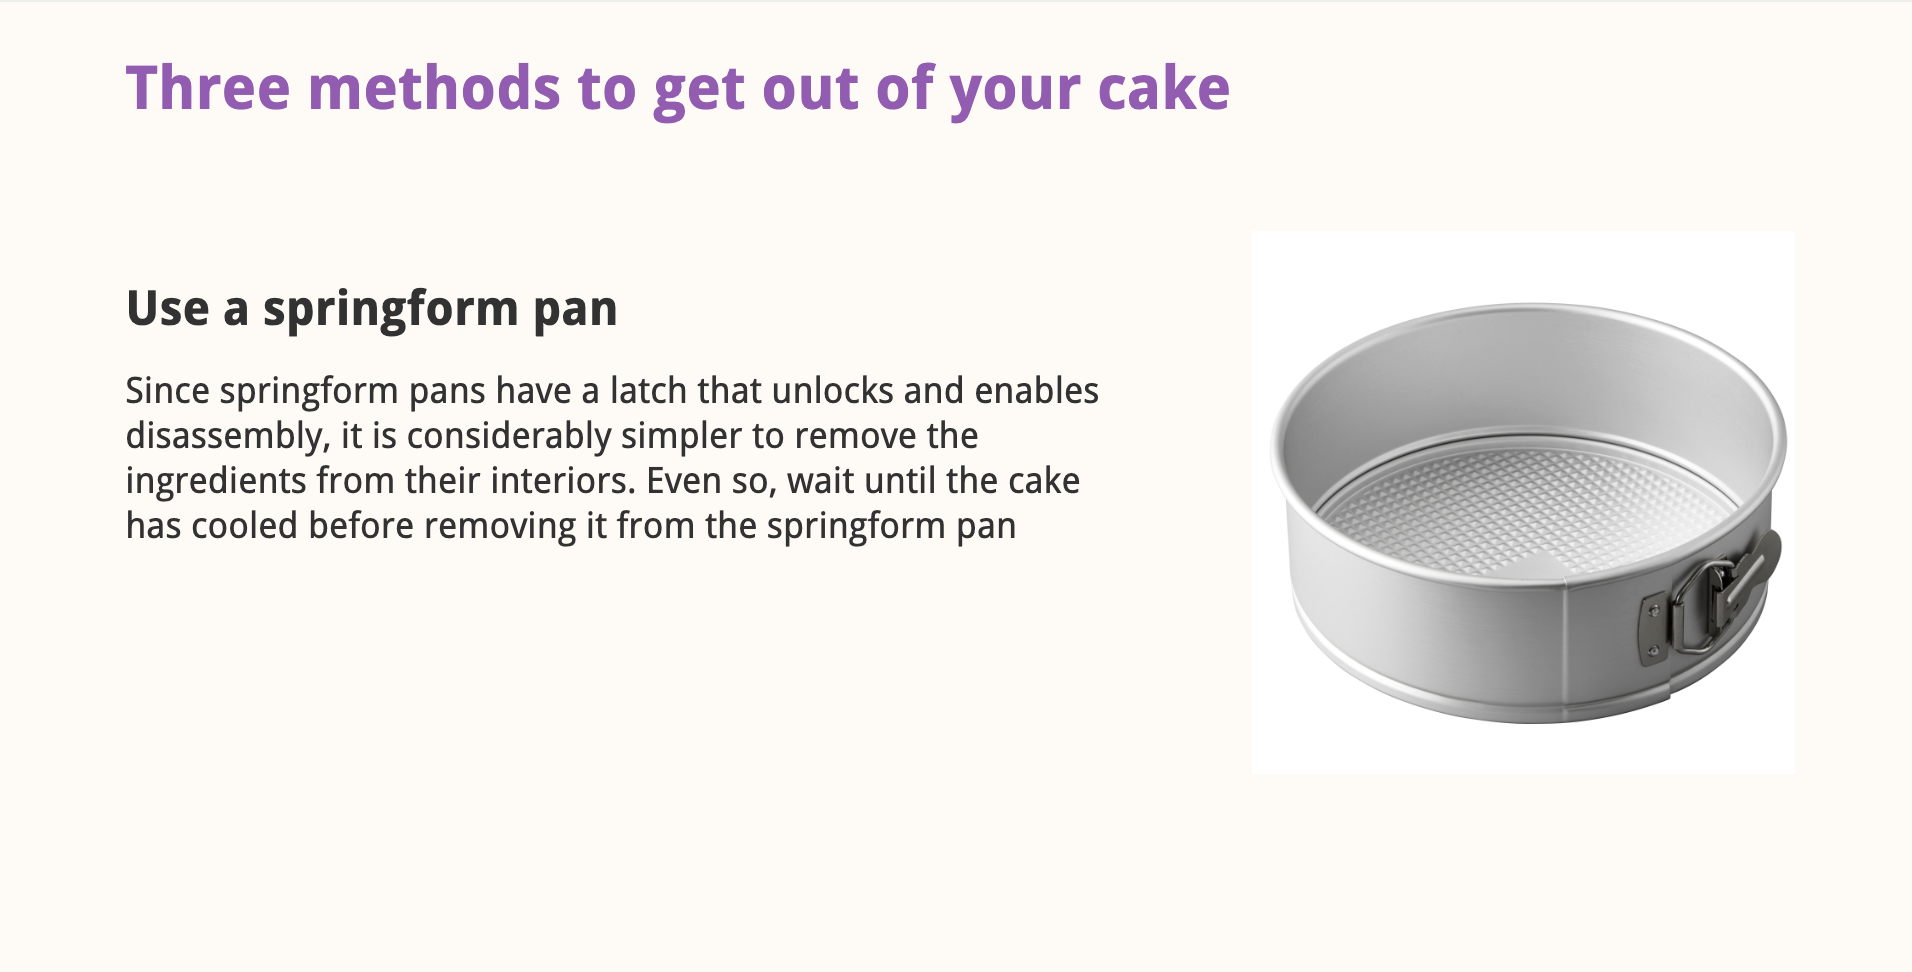 Three methods to get out of your cake
Use a springform pan
Since springform pans have a latch that unlocks and enables
disassembly, it is considerably simpler to remove the
ingredients from their interiors. Even so, wait until the cake
has cooled before removing it from the springform pan